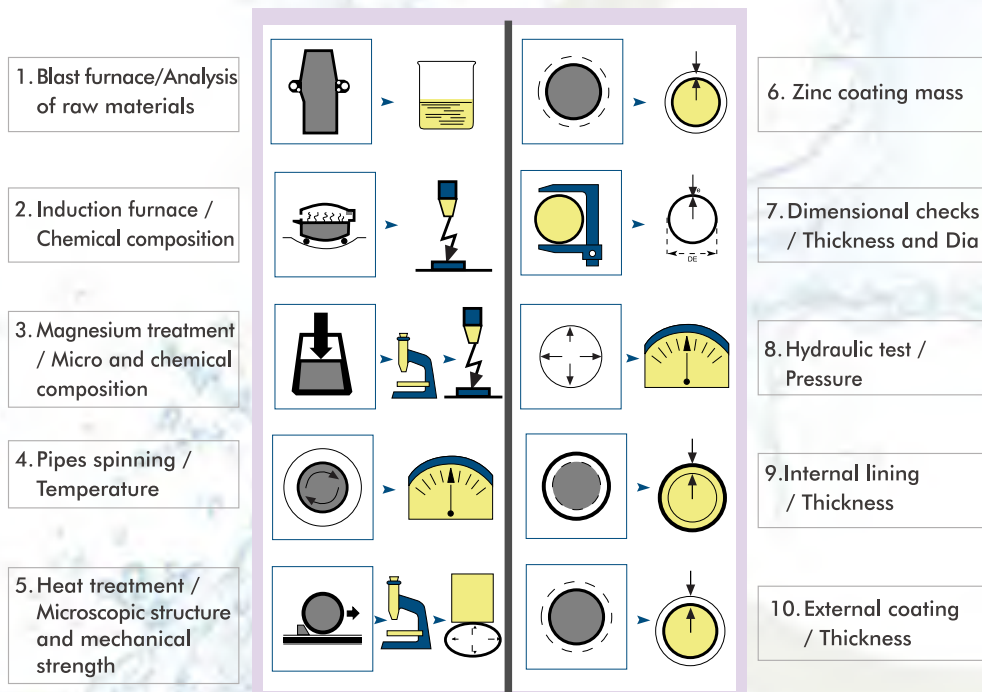 1. Blast furnace/Analysis
of raw materials
2. Induction furnace /
Chemical composition
3. Magnesium treatment
/ Micro and chemical
composition
4. Pipes spinning /
Temperature
5. Heat treatment /
Microscopic structure
and mechanical
strength
6. Zinc coating mass
e
DE
7. Dimensional checks
/ Thickness and Dia
8. Hydraulic test /
Pressure
9.Internal lining
/ Thickness
10. External coating
/ Thickness